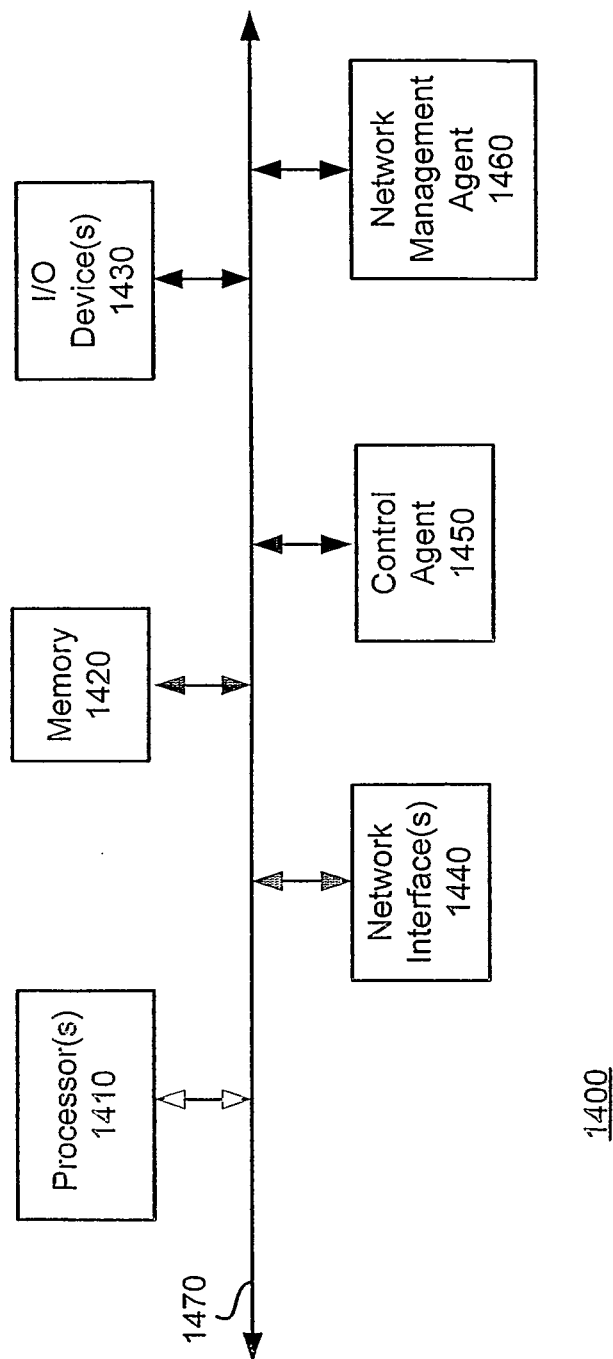 Processor(s)
1410
Memory
1420
I/O
Device(s)
1430
1470
Network
Interface(s)
1440
Control
Agent
1450
Network
Management
Agent
1460
1400